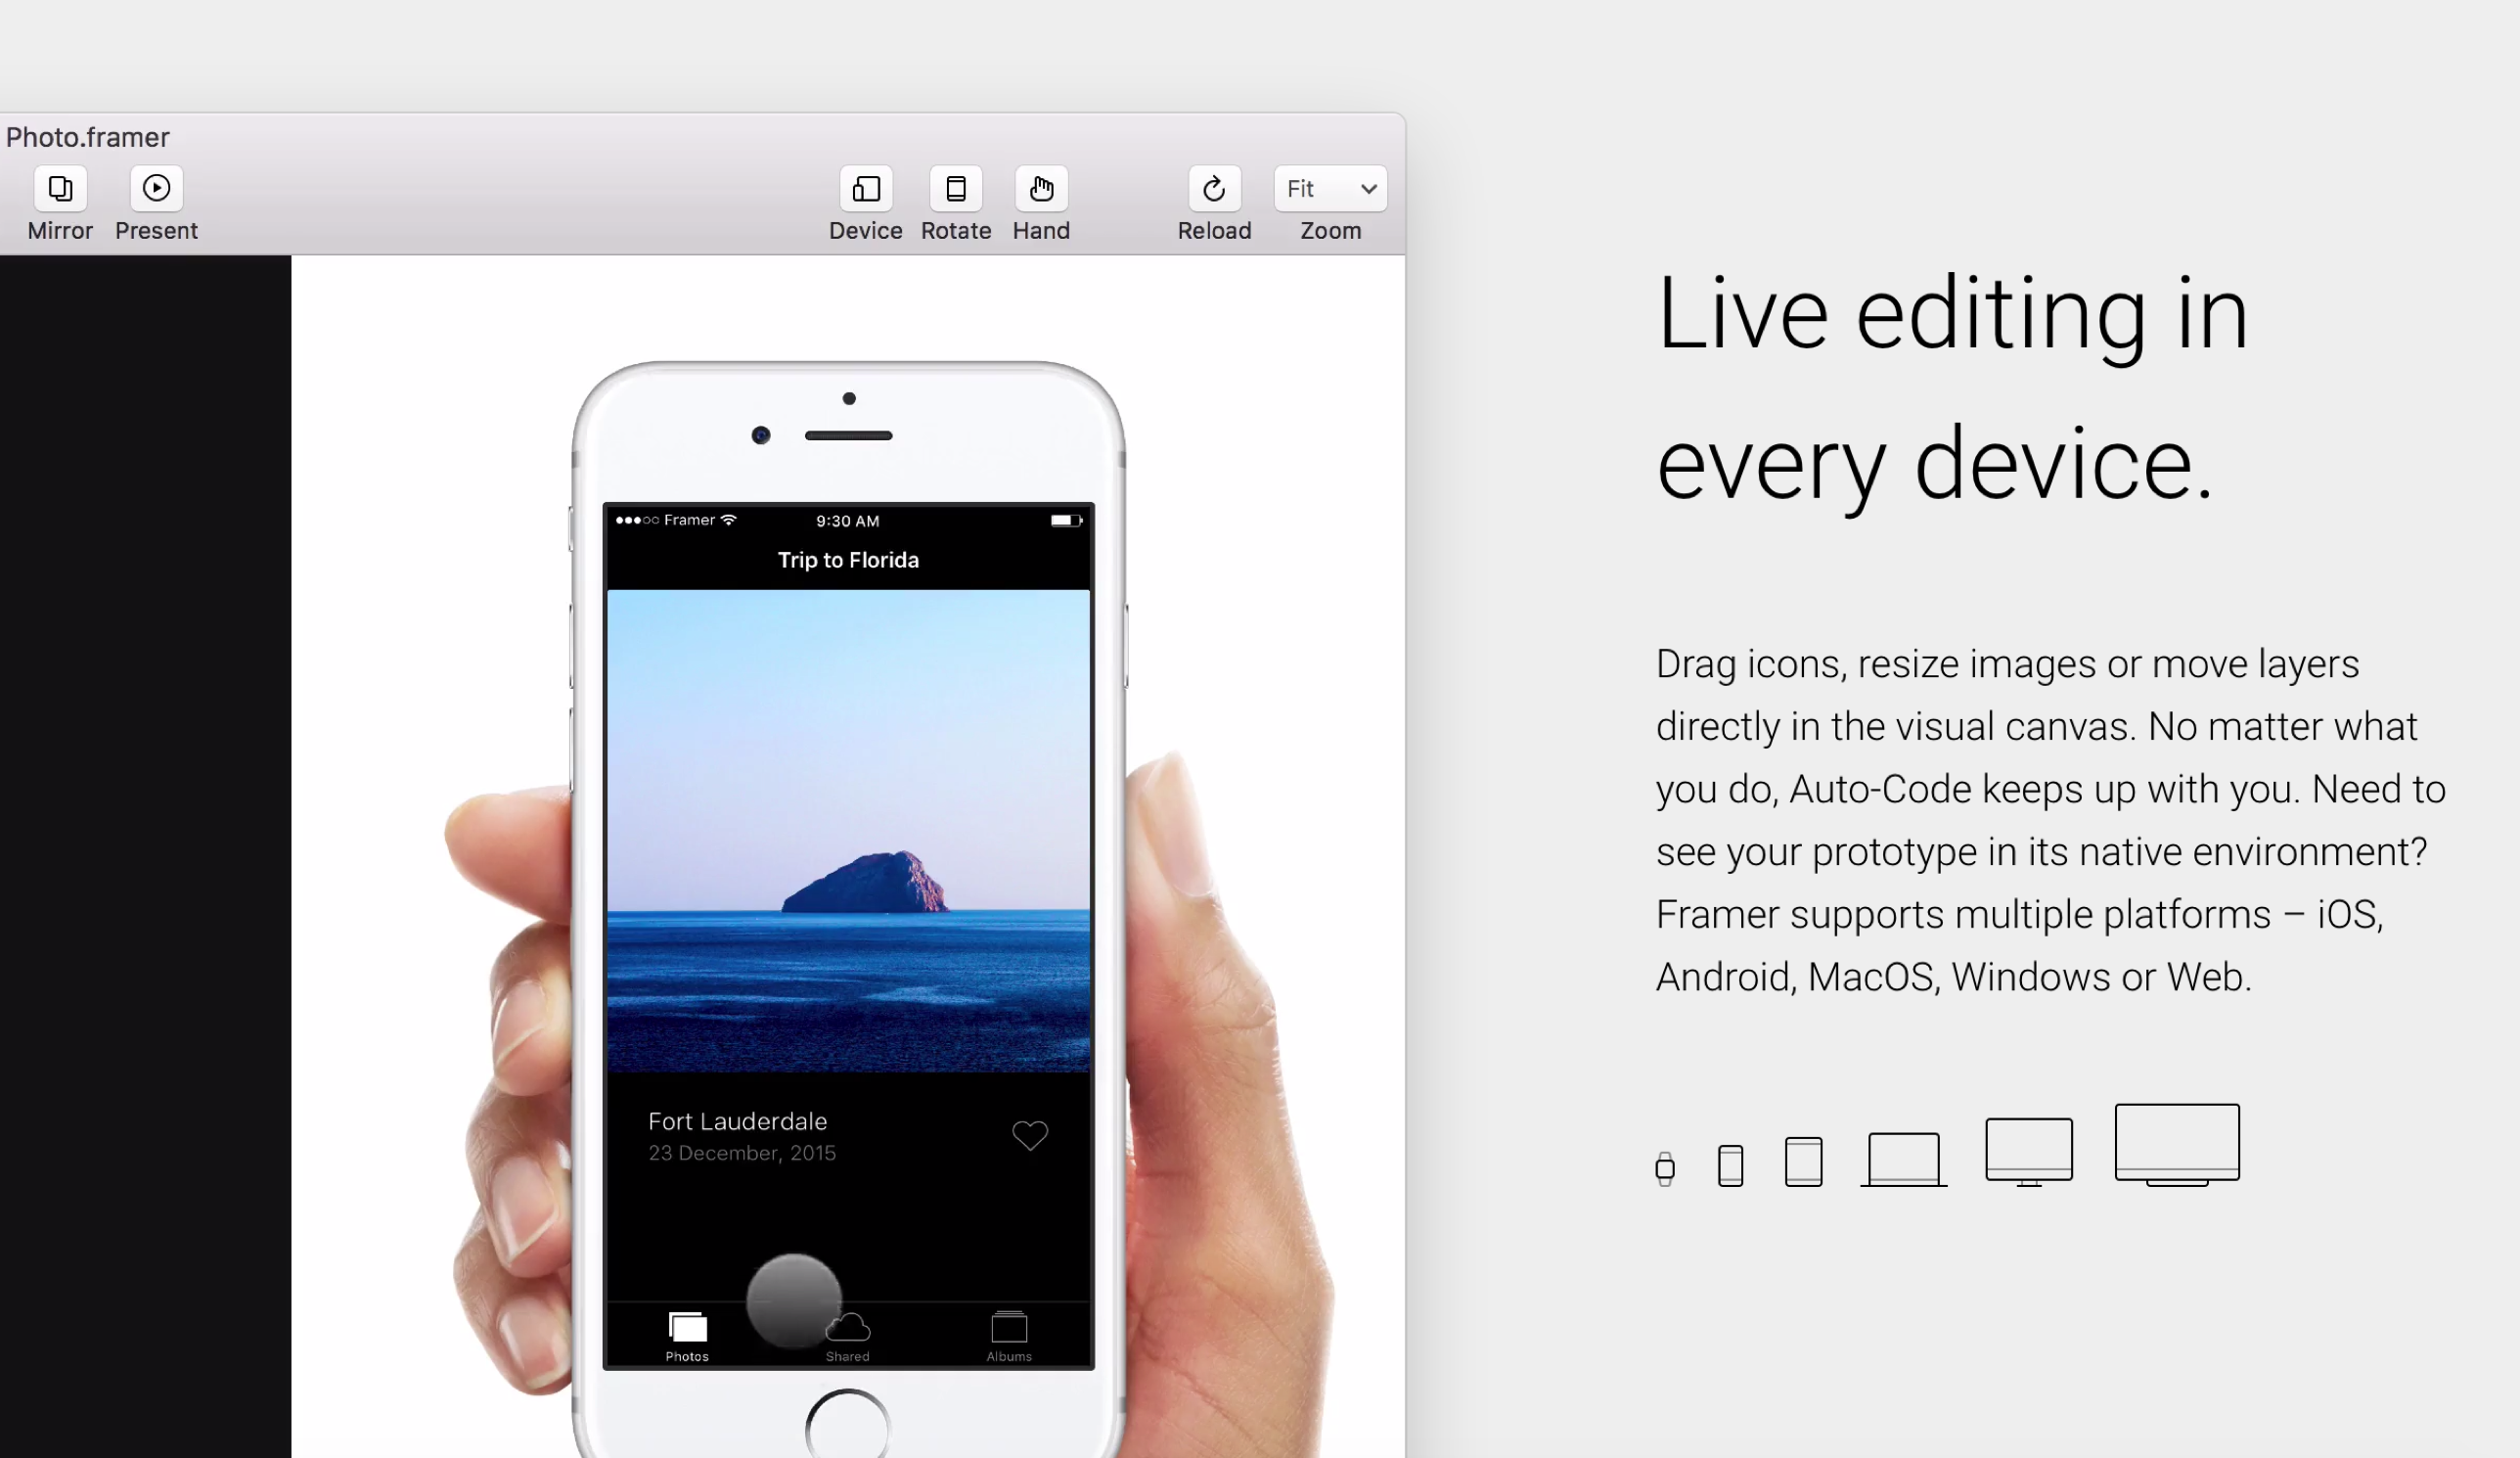 Photo.framer
Mirror Present Device Rotate Hand Reload Fit Zoom
Framer 9:30 AM
Trip to Florida
Fort Lauderdale
23 December, 2015
Photos Shared Albums
Live editing in
every device.
Drag icons, resize images or move layers
directly in the visual canvas. No matter what
you do, Auto-Code keeps up with you. Need to
see your prototype in its native environment?
Framer supports multiple platforms – iOS,
Android, MacOS, Windows or Web.